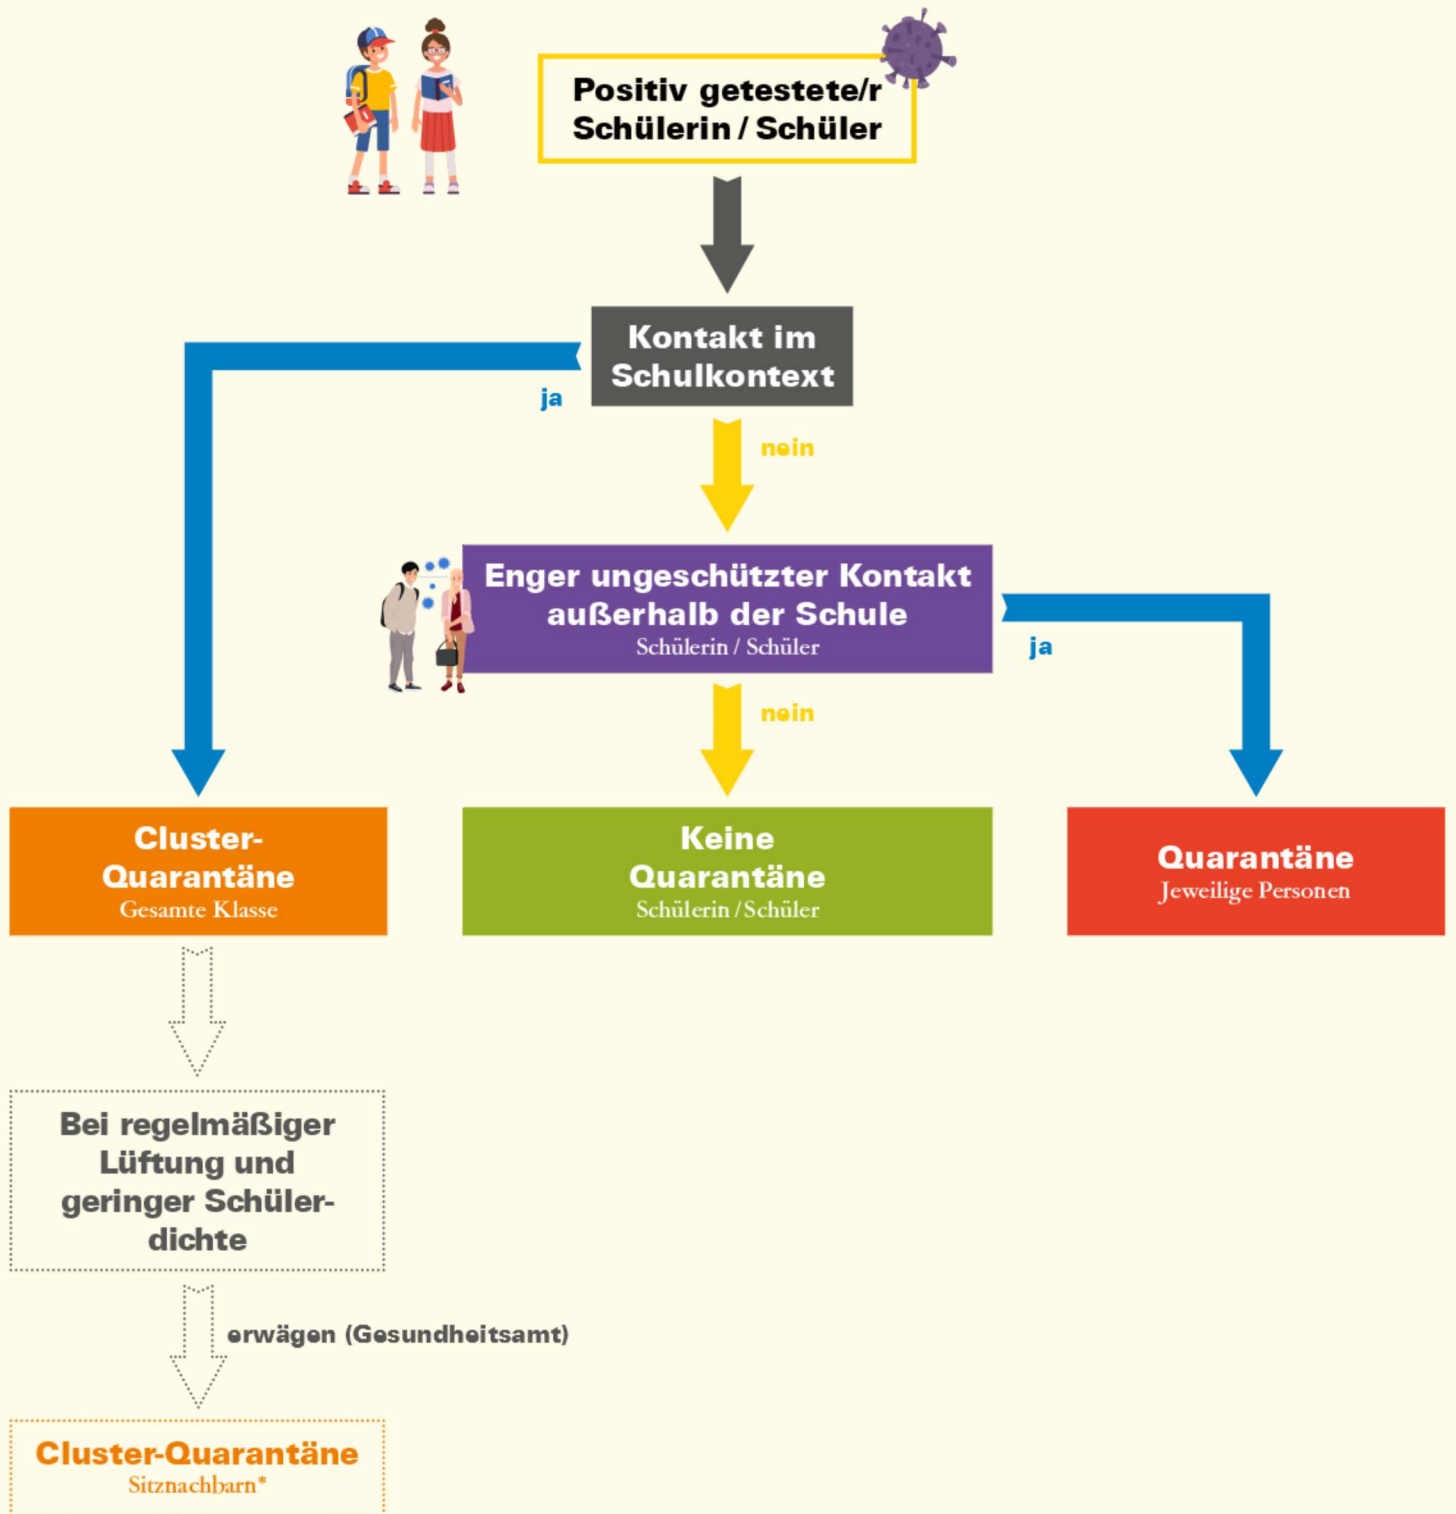 Positiv getestete/r
Schülerin / Schüler
Kontakt im
Schulkontext
ja
nein
Enger ungeschützter Kontakt
außerhalb der Schule
Schülerin / Schüler
ja
nein
Cluster-
Quarantäne
Gesamte Klasse
Keine
Quarantäne
Schülerin / Schüler
Quarantäne
Jeweilige Personen
Bei regelmäßiger
Lüftung und
geringer Schüler-
dichte
erwägen (Gesundheitsamt)
Cluster-Quarantäne
Sitznachbarn*